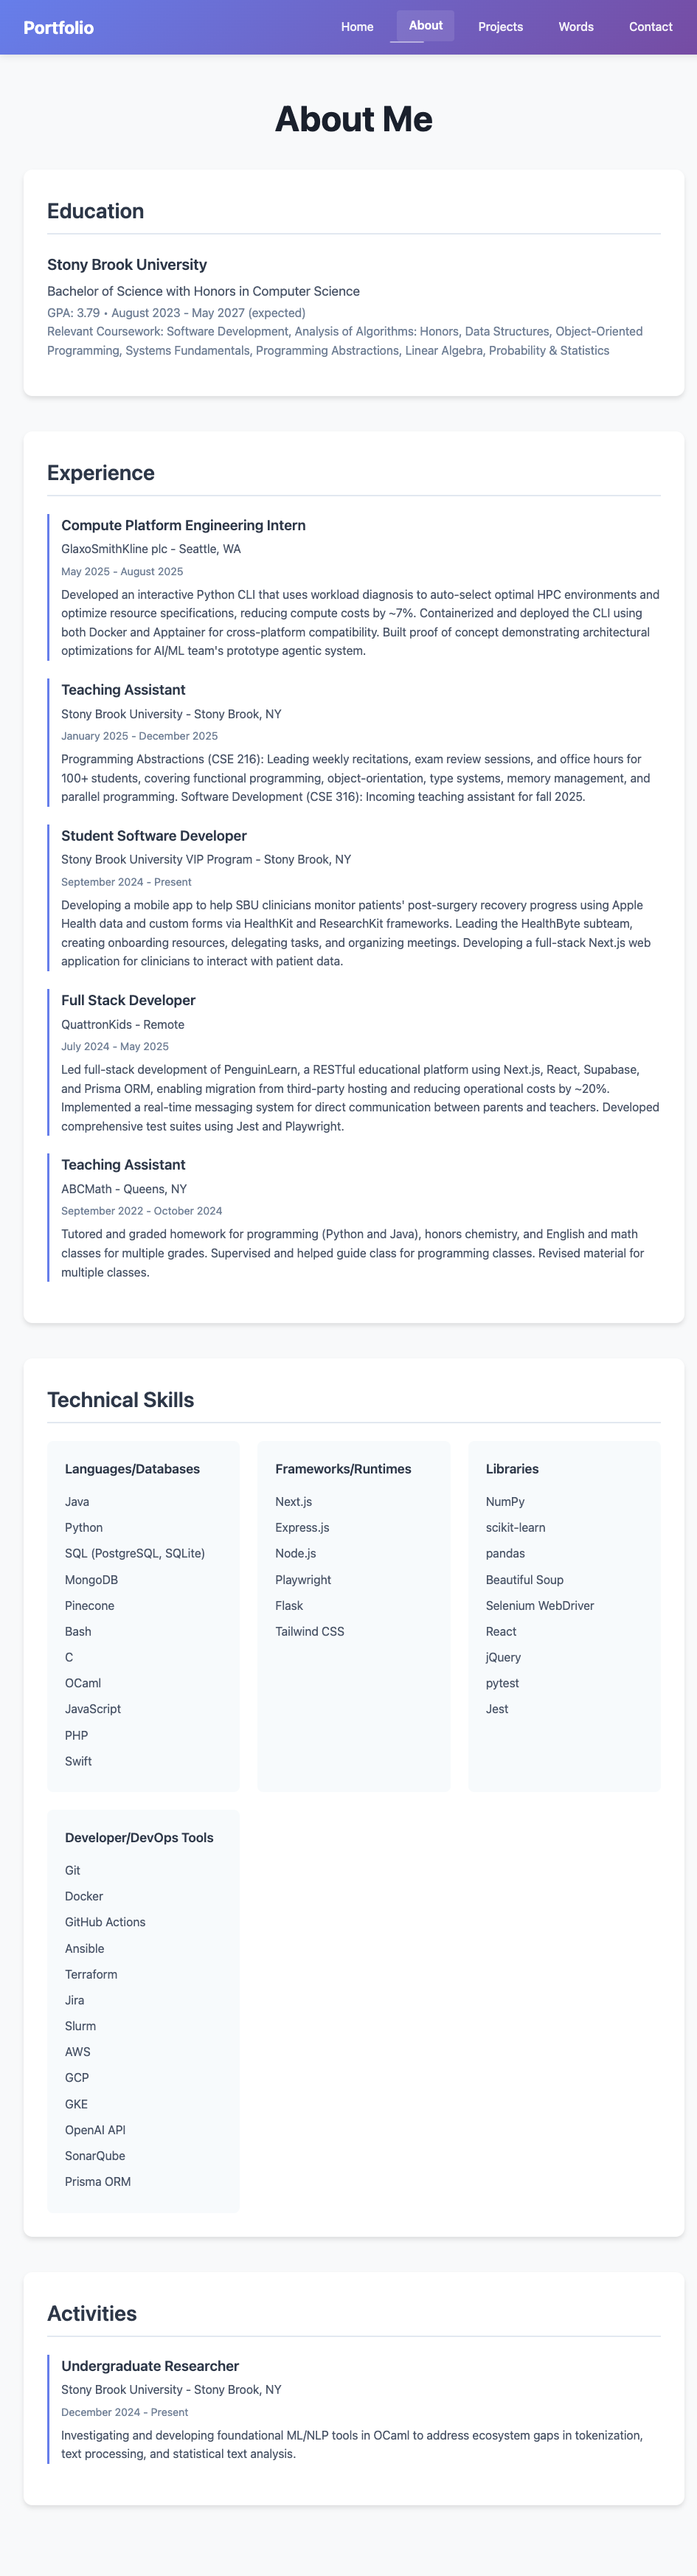 Portfolio
Home
About
Projects
Words
Contact
About Me
Education
Stony Brook University
Bachelor of Science with Honors in Computer Science
GPA: 3.79 • August 2023 - May 2027 (expected)
Relevant Coursework: Software Development, Analysis of Algorithms: Honors, Data Structures, Object-Oriented
Programming, Systems Fundamentals, Programming Abstractions, Linear Algebra, Probability & Statistics
Experience
Compute Platform Engineering Intern
GlaxoSmithKline plc - Seattle, WA
May 2025 - August 2025
Developed an interactive Python CLI that uses workload diagnosis to auto-select optimal HPC environments and
optimize resource specifications, reducing compute costs by ~7%. Containerized and deployed the CLI using
both Docker and Apptainer for cross-platform compatibility. Built proof of concept demonstrating architectural
optimizations for AI/ML team's prototype agentic system.
Teaching Assistant
Stony Brook University - Stony Brook, NY
January 2025 - December 2025
Programming Abstractions (CSE 216): Leading weekly recitations, exam review sessions, and office hours for
100+ students, covering functional programming, object-orientation, type systems, memory management, and
parallel programming. Software Development (CSE 316): Incoming teaching assistant for fall 2025.
Student Software Developer
Stony Brook University VIP Program - Stony Brook, NY
September 2024 - Present
Developing a mobile app to help SBU clinicians monitor patients' post-surgery recovery progress using Apple
Health data and custom forms via HealthKit and ResearchKit frameworks. Leading the HealthByte subteam,
creating onboarding resources, delegating tasks, and organizing meetings. Developing a full-stack Next.js web
application for clinicians to interact with patient data.
Full Stack Developer
QuattronKids - Remote
July 2024 - May 2025
Led full-stack development of PenguinLearn, a RESTful educational platform using Next.js, React, Supabase,
and Prisma ORM, enabling migration from third-party hosting and reducing operational costs by ~20%.
Implemented a real-time messaging system for direct communication between parents and teachers. Developed
comprehensive test suites using Jest and Playwright.
Teaching Assistant
ABCMath - Queens, NY
September 2022 - October 2024
Tutored and graded homework for programming (Python and Java), honors chemistry, and English and math
classes for multiple grades. Supervised and helped guide class for programming classes. Revised material for
multiple classes.
Technical Skills
Languages/Databases
Java
Python
SQL (PostgreSQL, SQLite)
MongoDB
Pinecone
Bash
C
OCaml
JavaScript
PHP
Swift
Frameworks/Runtimes
Next.js
Express.js
Node.js
Playwright
Flask
Tailwind CSS
Libraries
NumPy
scikit-learn
pandas
Beautiful Soup
Selenium WebDriver
React
jQuery
pytest
Jest
Developer/DevOps Tools
Git
Docker
GitHub Actions
Ansible
Terraform
Jira
Slurm
AWS
GCP
GKE
OpenAI API
SonarQube
Prisma ORM
Activities
Undergraduate Researcher
Stony Brook University - Stony Brook, NY
December 2024 - Present
Investigating and developing foundational ML/NLP tools in OCaml to address ecosystem gaps in tokenization,
text processing, and statistical text analysis.